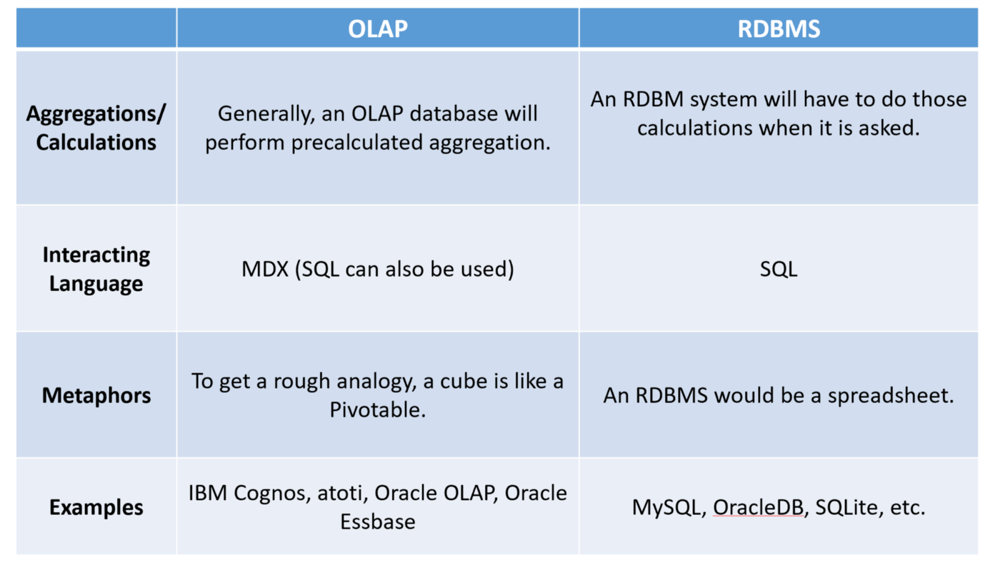 OLAP
RDBMS
Aggregations/
Calculations
Generally, an OLAP database will
perform precalculated aggregation.
An RDBM system will have to do those
calculations when it is asked.
Interacting
Language
MDX (SQL can also be used)
SQL
Metaphors
To get a rough analogy, a cube is like a
Pivotable.
An RDBMS would be a spreadsheet.
Examples
IBM Cognos, atoti, Oracle OLAP, Oracle
Essbase
MySQL, OracleDB, SQLite, etc.